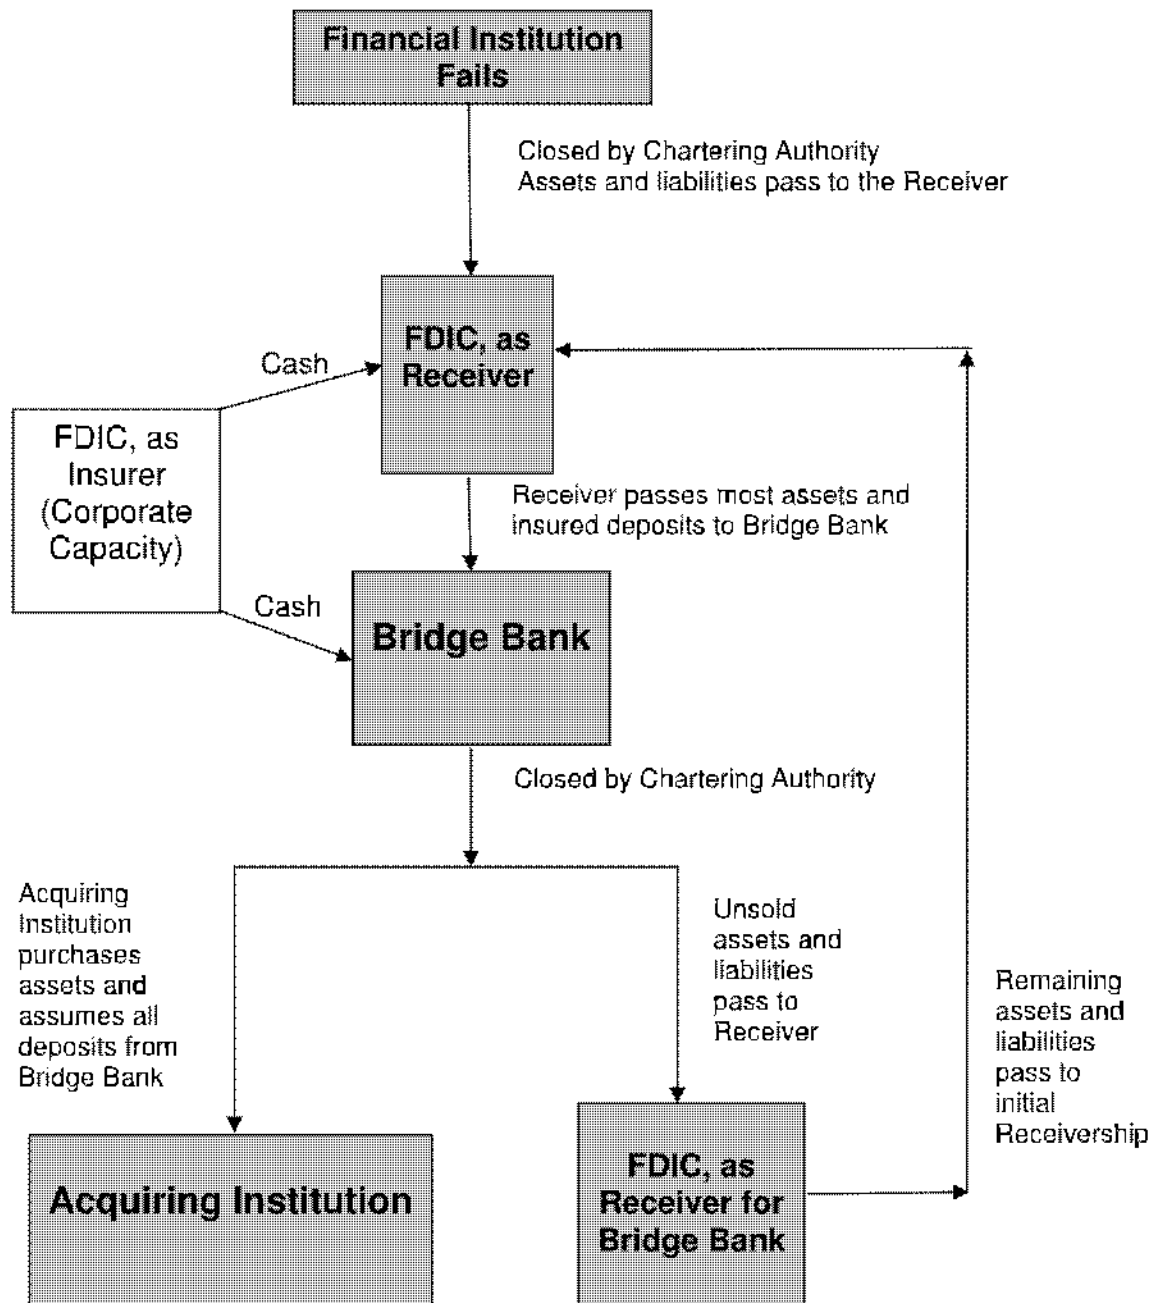 Financial Institution
Fails
Closed by Chartering Authority
Assets and liabilities pass to the Receiver
FDIC, as
Receiver
Cash
FDIC, as
Insurer
(Corporate
Capacity)
Receiver passes most assets and
insured deposits to Bridge Bank
Cash
Bridge Bank
Closed by Chartering Authority
Acquiring
Institution
purchases
assets and
assumes all
deposits from
Bridge Bank
Unsold
assets and
liabilities
pass to
Receiver
Remaining
assets and
liabilities
pass to
initial
Receivership
Acquiring Institution
FDIC, as
Receiver for
Bridge Bank